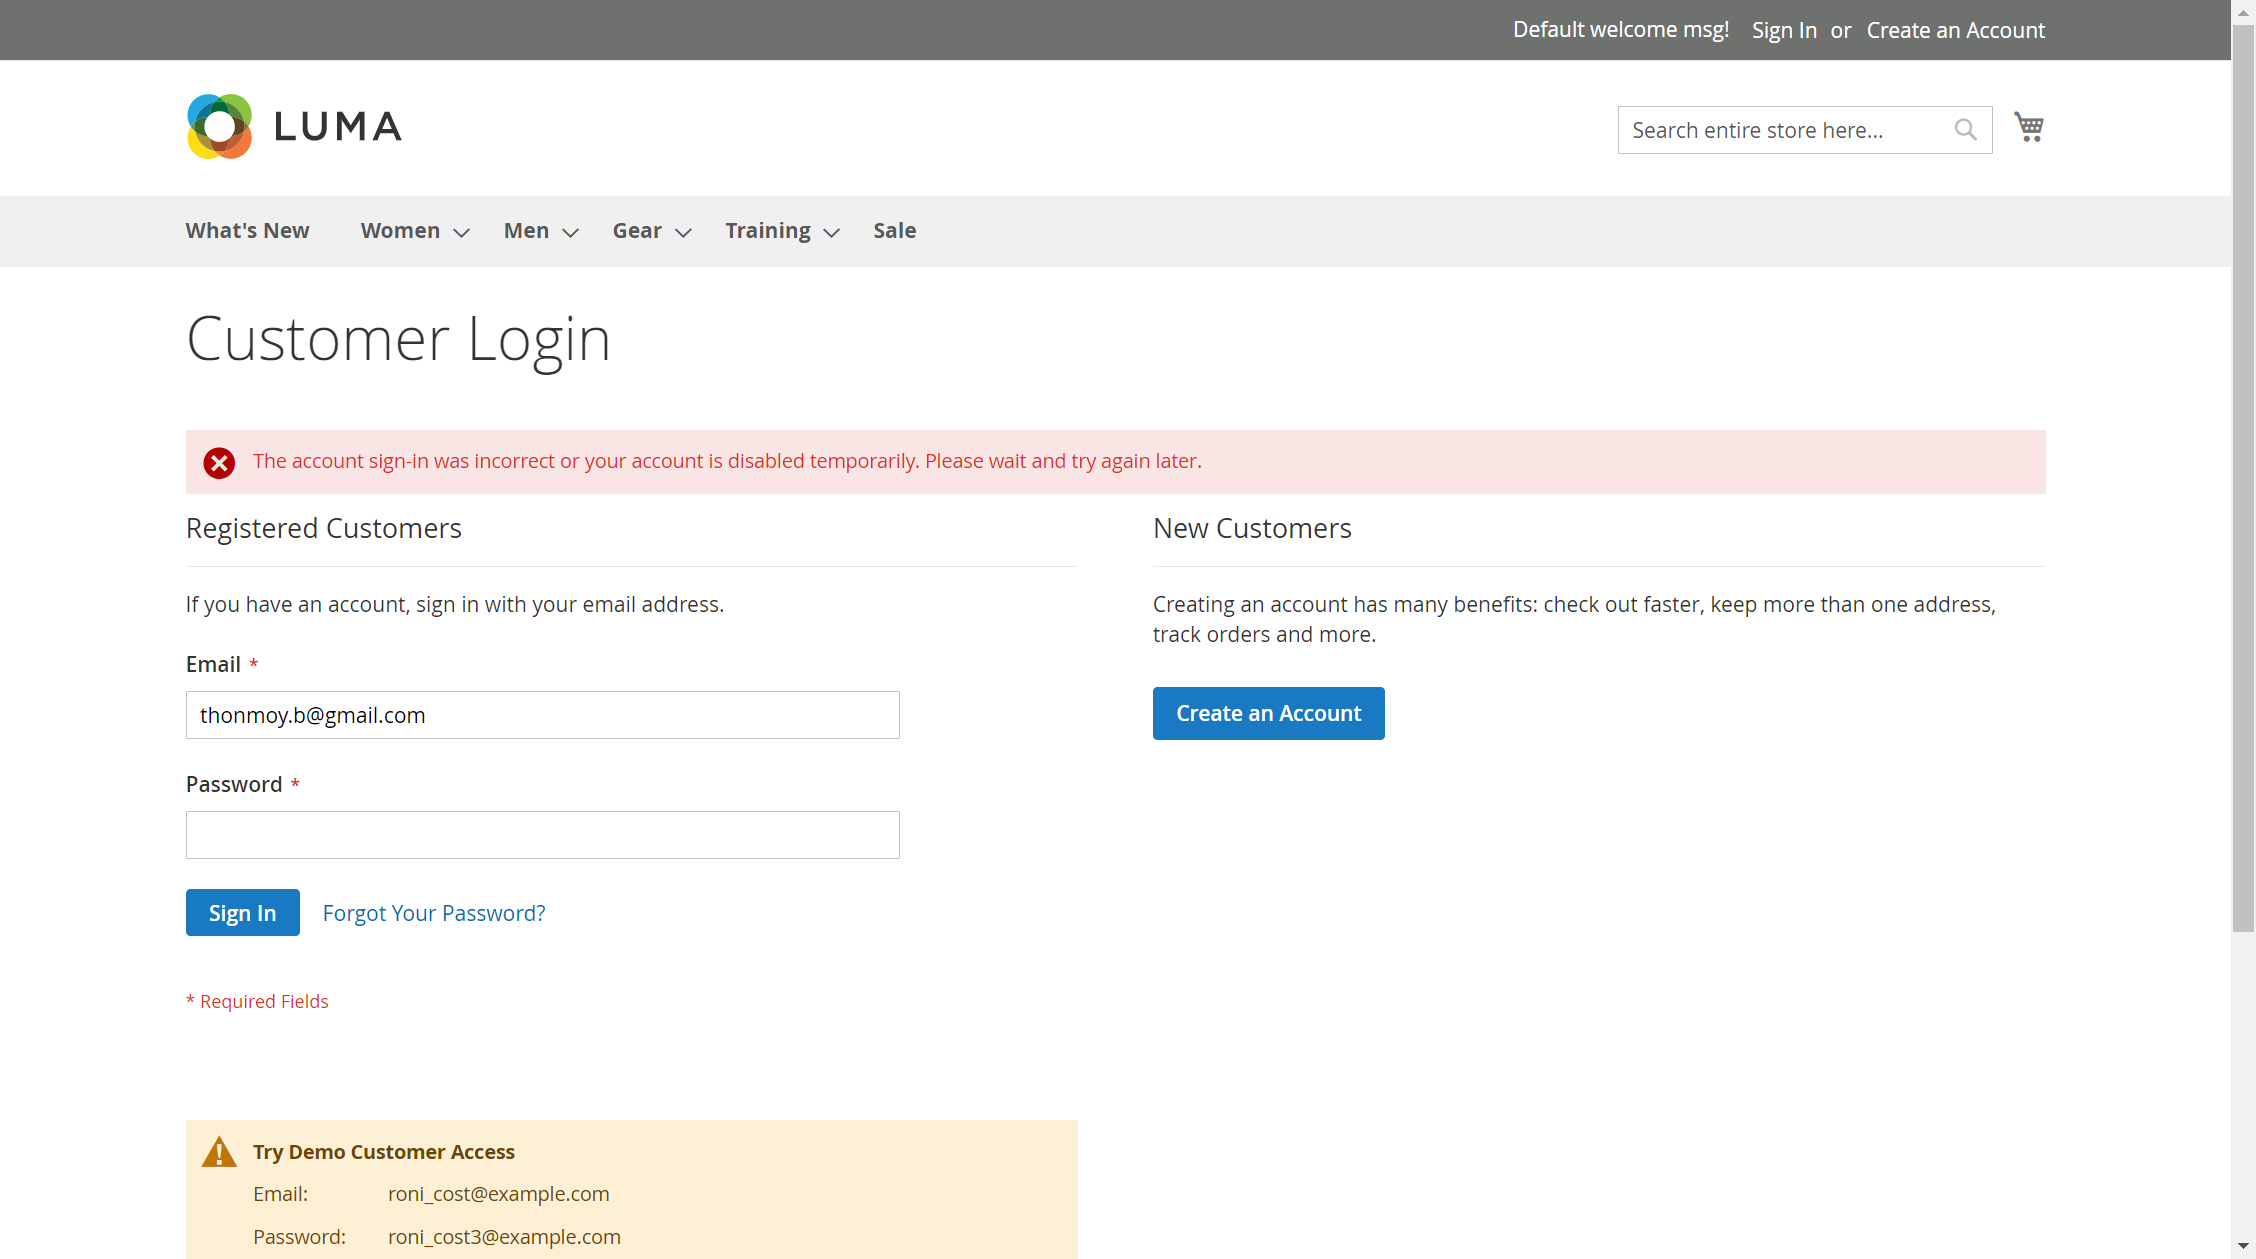 Default welcome msg! Sign In or Create an Account
LUMA
Search entire store here...
What's New Women Men Gear Training Sale
Customer Login
The account sign-in was incorrect or your account is disabled temporarily. Please wait and try again later.
Registered Customers
If you have an account, sign in with your email address.
Email *
thonmoy.b@gmail.com
Password *
Sign In Forgot Your Password?
* Required Fields
New Customers
Creating an account has many benefits: check out faster, keep more than one address,
track orders and more.
Create an Account
Try Demo Customer Access
Email: roni_cost@example.com
Password: roni_cost3@example.com